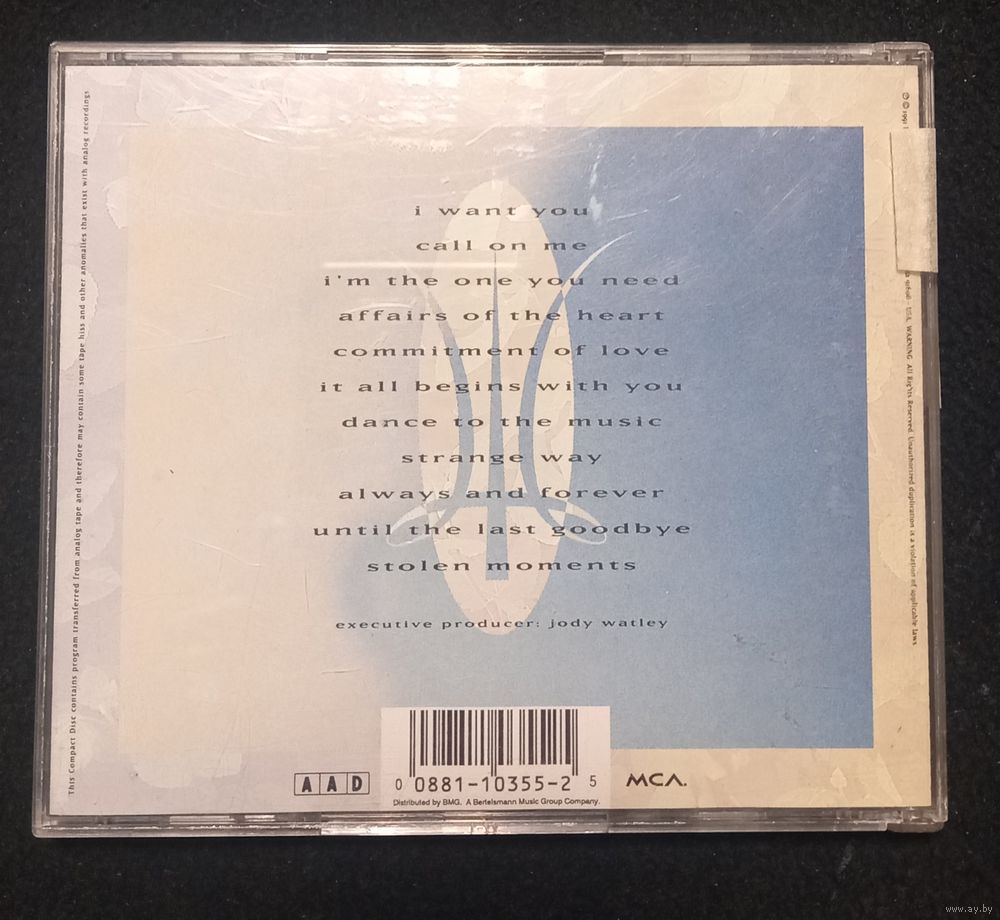 i want you
call on me
i'm the one you need
affairs of the heart
commitment of love
it all begins with you
dance to the music
strange way
always and forever
until the last goodbye
stolen moments
executive producer: jody watley
A A D
0 0881-10355-2 5
MCA.
Distributed by BMG. A Bertelsmann Music Group Company.
This Compact Disc contains program transferred from analog tape and therefore may contain some tape hiss and other anomalies that exist with analog recordings
℗ © 1991
USA. WARNING: All Rights Reserved. Unauthorized duplication is a violation of applicable laws
www.ay.by